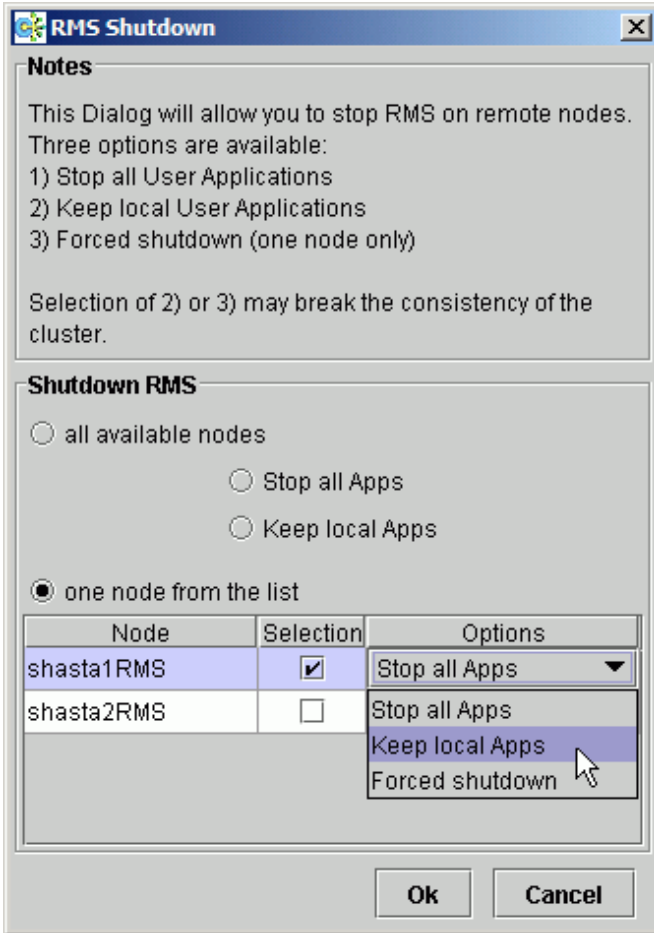 RMS Shutdown
Notes
This Dialog will allow you to stop RMS on remote nodes.
Three options are available:
1) Stop all User Applications
2) Keep local User Applications
3) Forced shutdown (one node only)
Selection of 2) or 3) may break the consistency of the
cluster.
Shutdown RMS
all available nodes
Stop all Apps
Keep local Apps
one node from the list
Node Selection Options
shasta1RMS Stop all Apps
shasta2RMS Stop all Apps
Keep local Apps
Forced shutdown
Ok Cancel